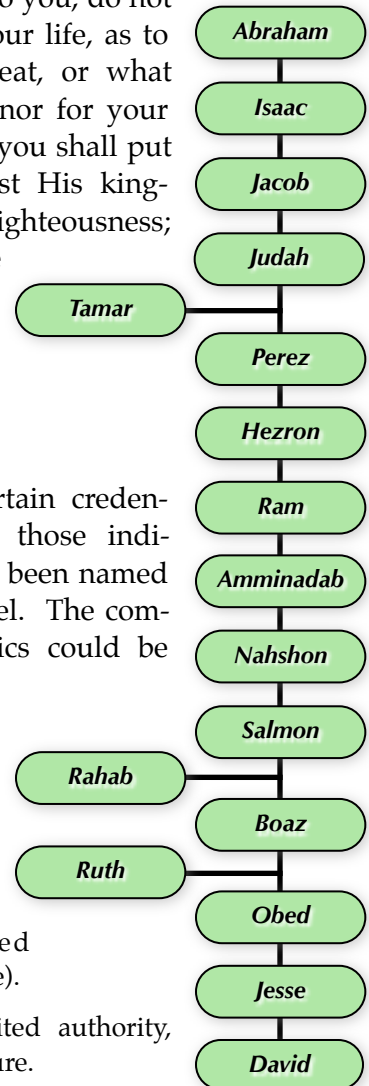 o you, do not
ur life, as to
eat, or what
nor for your
you shall put
st His king-
ighteousness;
rtain creden-
those indi-
been named
el. The com-
ics could be
ed
e).
ited authority,
ure.
Abraham
Isaac
Jacob
Judah
Tamar
Perez
Hezron
Ram
Amminadab
Nahshon
Salmon
Rahab
Boaz
Ruth
Obed
Jesse
David